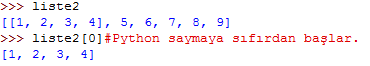 >>> liste2
[[1, 2, 3, 4], 5, 6, 7, 8, 9]
>>> liste2[0]#Python saymaya sıfırdan başlar.
[1, 2, 3, 4]